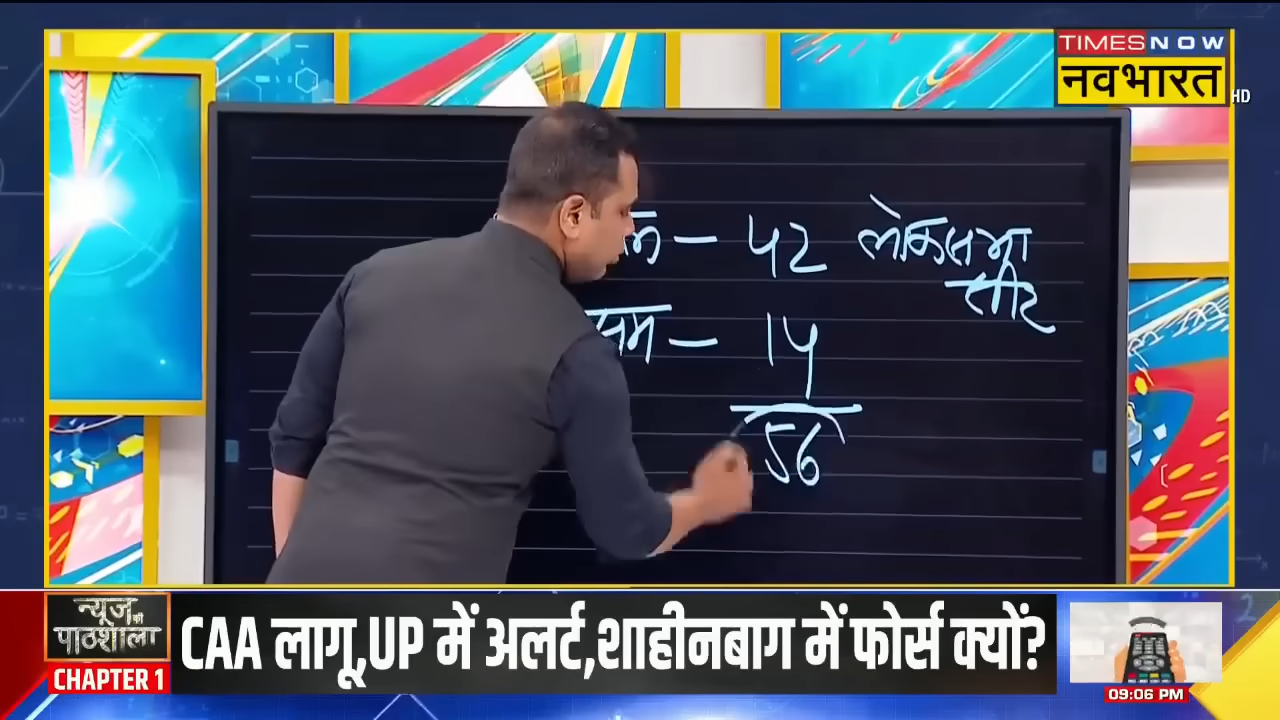 TIMES NOW
नवभारत
HD
42 लोकसभा
सीट
14
56
न्यूज़ की
पाठशाला
CHAPTER 1
CAA लागू,UP में अलर्ट,शाहीनबाग में फोर्स क्यों?
09:06 PM